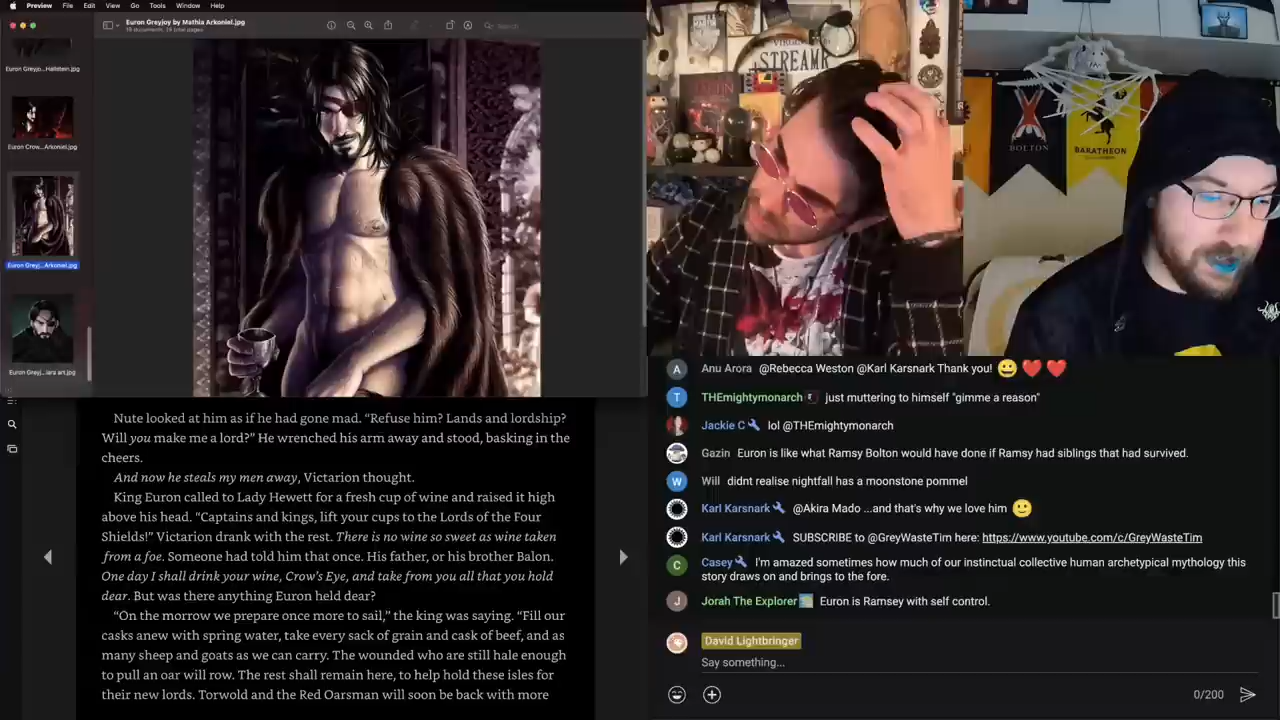 Preview File Edit View Go Tools Window Help
Euron Greyjoy by Mathia Arkoniel.jpg
Search
Euron Greyjo...Hallstein.jpg
Euron Crow...Arkoniel.jpg
Euron Greyj...Arkoniel.jpg
Euron Greyj...iara art.jpg
STREAMR
BOLTON
BARATHEON
Nute looked at him as if he had gone mad. “Refuse him? Lands and lordship?
Will you make me a lord?” He wrenched his arm away and stood, basking in the
cheers.
And now he steals my men away, Victarion thought.
King Euron called to Lady Hewett for a fresh cup of wine and raised it high
above his head. “Captains and kings, lift your cups to the Lords of the Four
Shields!” Victarion drank with the rest. There is no wine so sweet as wine taken
from a foe. Someone had told him that once. His father, or his brother Balon.
One day I shall drink your wine, Crow’s Eye, and take from you all that you hold
dear. But was there anything Euron held dear?
“On the morrow we prepare once more to sail,” the king was saying. “Fill our
casks anew with spring water, take every sack of grain and cask of beef, and as
many sheep and goats as we can carry. The wounded who are still hale enough
to pull an oar will row. The rest shall remain here, to help hold these isles for
their new lords. Torwold and the Red Oarsman will soon be back with more
A Anu Arora @Rebecca Weston @Karl Karsnark Thank you! 😀 ❤️ ❤️
T THEmightymonarch just muttering to himself "gimme a reason"
Jackie C lol @THEmightymonarch
Gazin Euron is like what Ramsy Bolton would have done if Ramsy had siblings that had survived.
W Will didnt realise nightfall has a moonstone pommel
Karl Karsnark @Akira Mado ...and that's why we love him 🙂
Karl Karsnark SUBSCRIBE to @GreyWasteTim here: https://www.youtube.com/c/GreyWasteTim
C Casey I'm amazed sometimes how much of our instinctual collective human archetypical mythology this
story draws on and brings to the fore.
J Jorah The Explorer Euron is Ramsey with self control.
David Lightbringer
Say something...
0/200